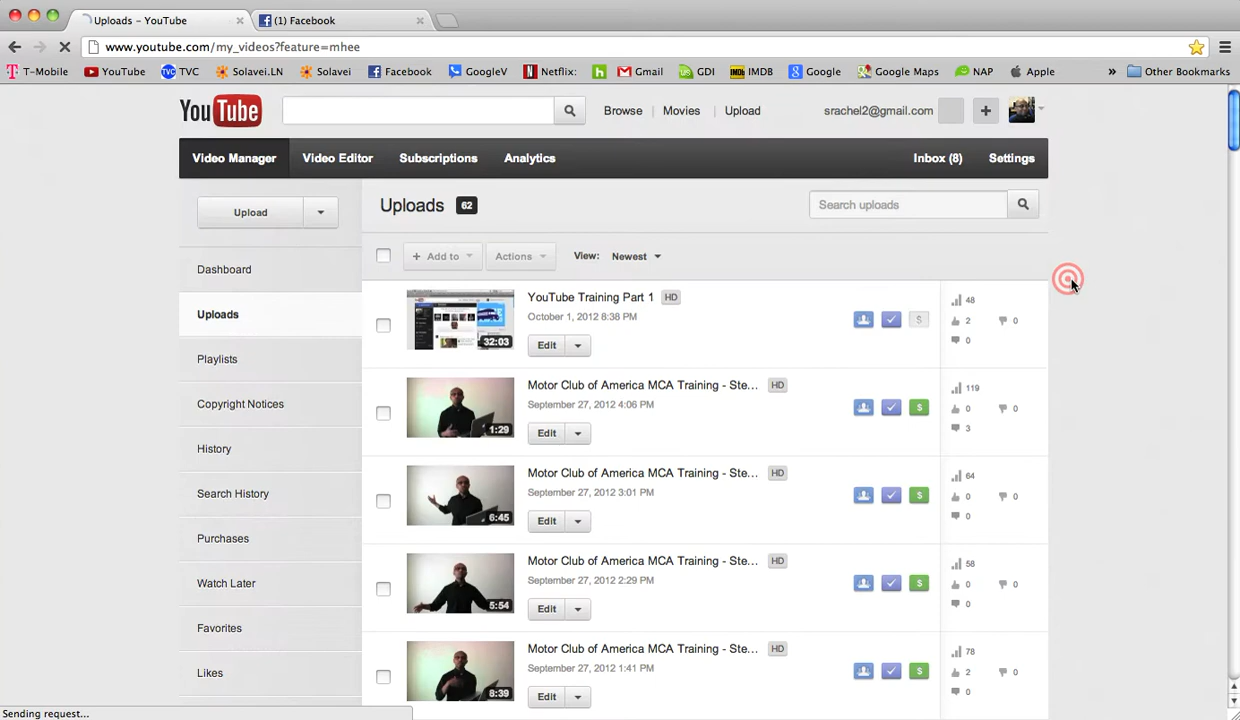 Uploads - YouTube
(1) Facebook
www.youtube.com/my_videos?feature=mhee
T-Mobile
YouTube
TVC
Solavei.LN
Solavei
Facebook
GoogleV
Netflix:
Gmail
GDI
IMDB
Google
Google Maps
NAP
Apple
»
Other Bookmarks
YouTube
Browse
Movies
Upload
srachel2@gmail.com
Video Manager
Video Editor
Subscriptions
Analytics
Inbox (8)
Settings
Upload
Uploads 62
Search uploads
+ Add to
Actions
View:
Newest
Dashboard
Uploads
Playlists
Copyright Notices
History
Search History
Purchases
Watch Later
Favorites
Likes
32:03
YouTube Training Part 1 HD
October 1, 2012 8:38 PM
Edit
$
48
2
0
0
1:29
Motor Club of America MCA Training - Ste... HD
September 27, 2012 4:06 PM
Edit
$
119
0
0
3
6:45
Motor Club of America MCA Training - Ste... HD
September 27, 2012 3:01 PM
Edit
$
64
0
0
0
5:54
Motor Club of America MCA Training - Ste... HD
September 27, 2012 2:29 PM
Edit
$
58
0
0
0
8:39
Motor Club of America MCA Training - Ste... HD
September 27, 2012 1:41 PM
Edit
$
78
2
0
0
Sending request...